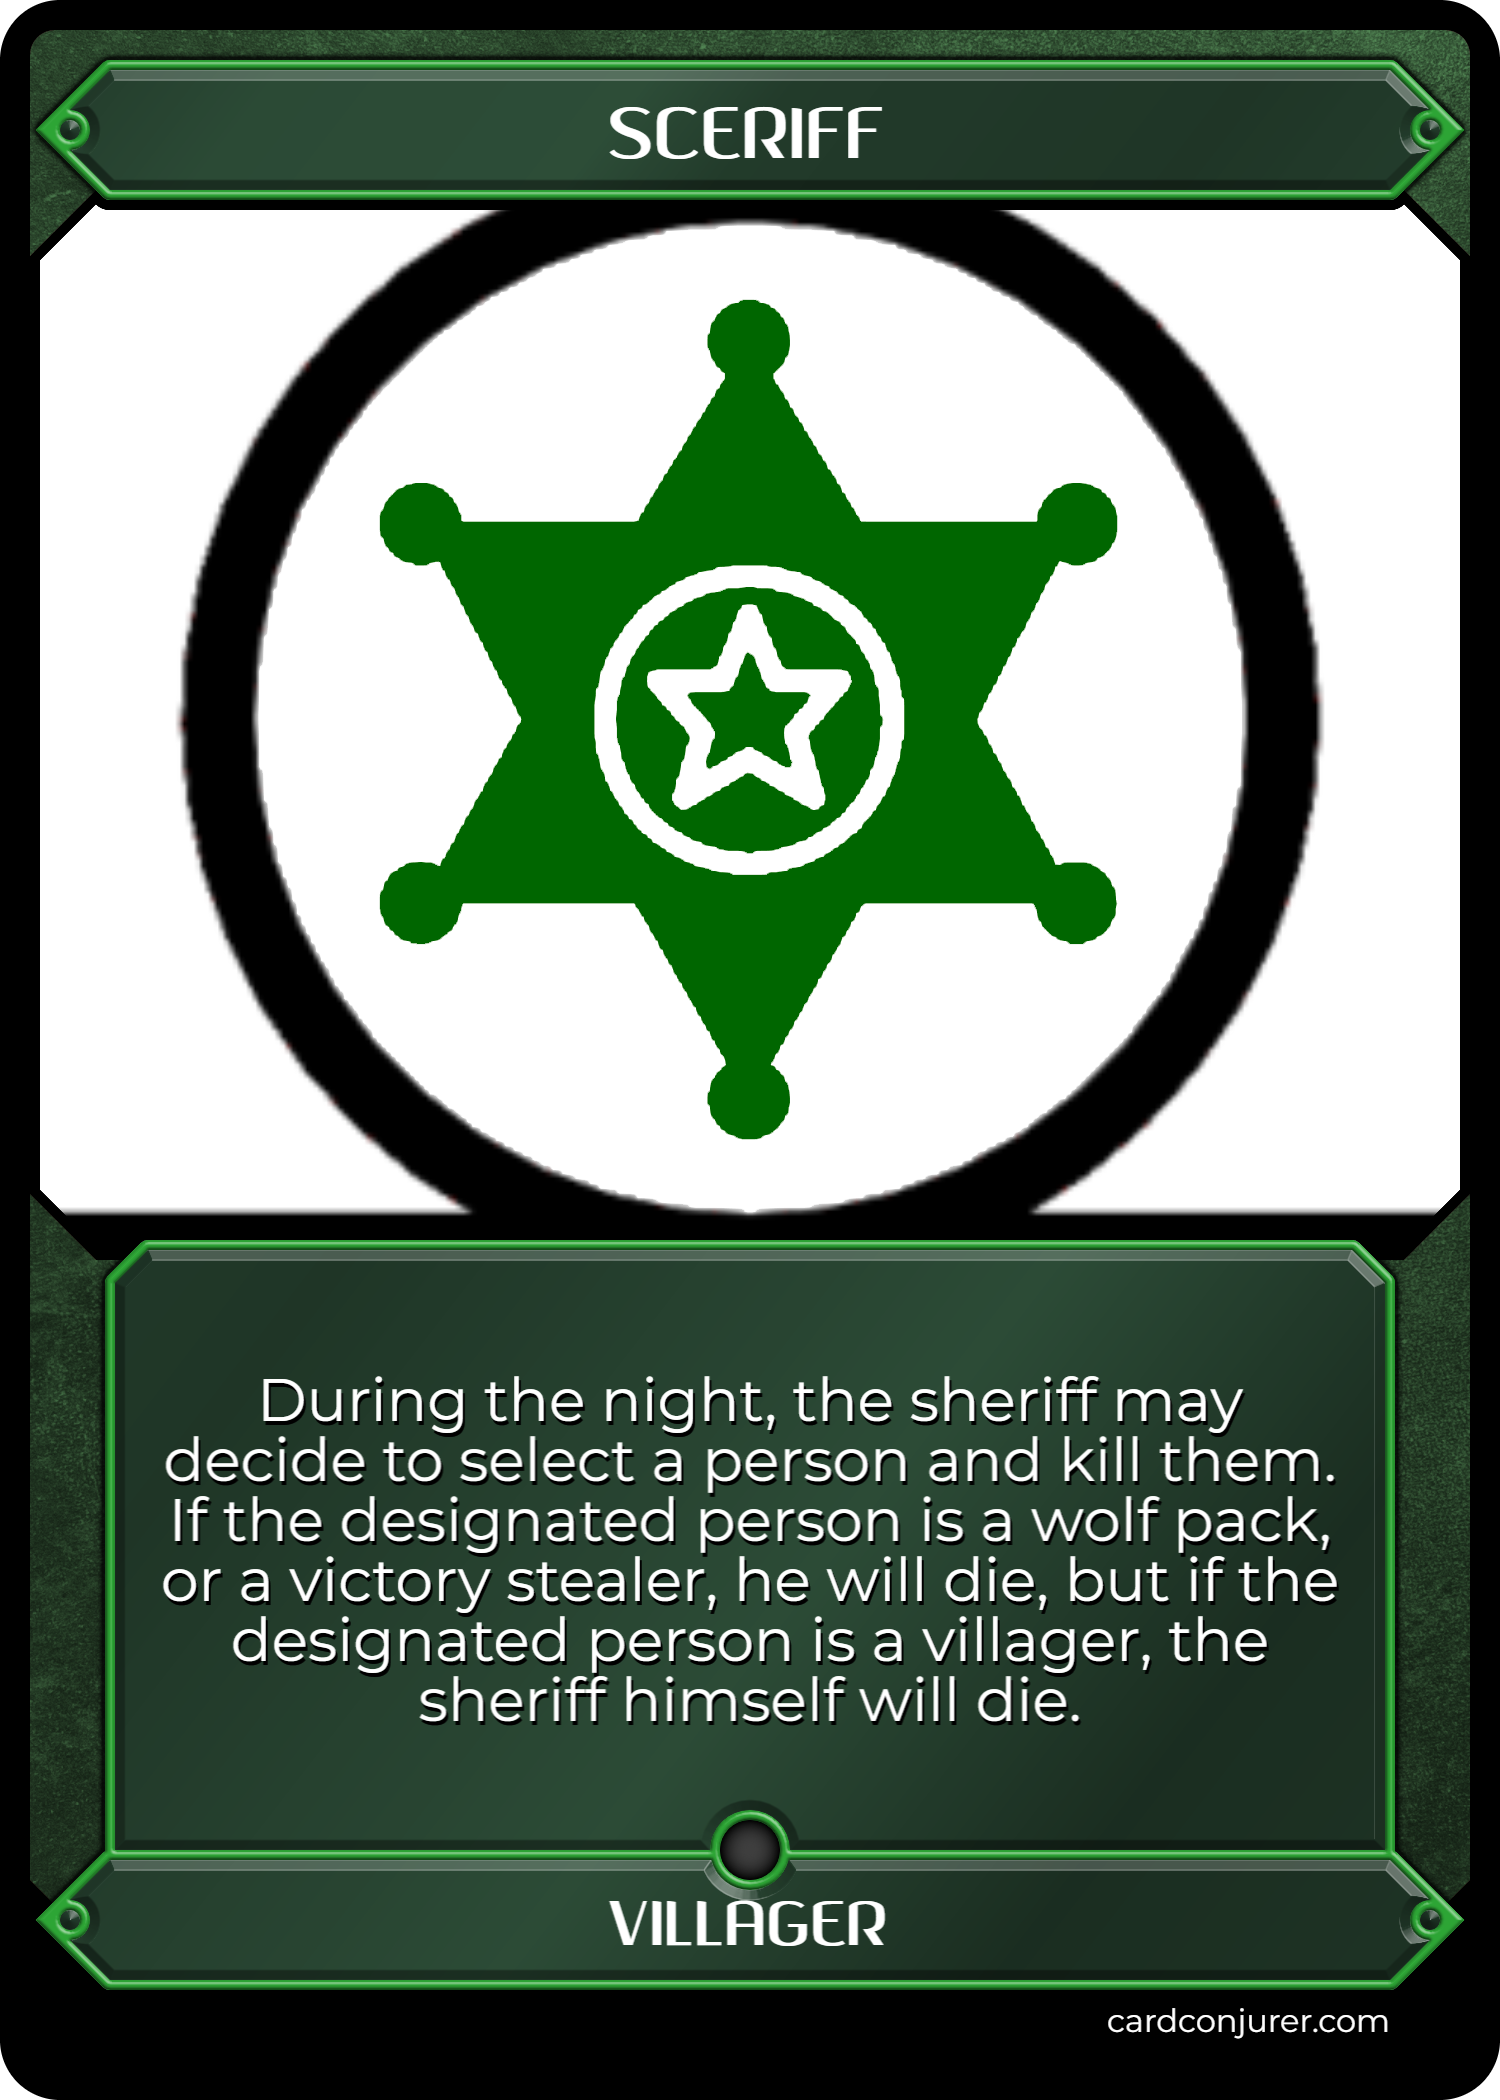 SCERIFF
During the night, the sheriff may
decide to select a person and kill them.
If the designated person is a wolf pack,
or a victory stealer, he will die, but if the
designated person is a villager, the
sheriff himself will die.
VILLAGER
cardconjurer.com